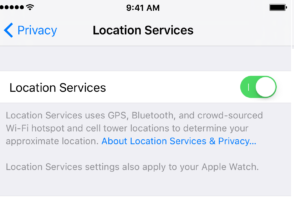 9:41 AM
Privacy
Location Services
Location Services
Location Services uses GPS, Bluetooth, and crowd-sourced
Wi-Fi hotspot and cell tower locations to determine your
approximate location. About Location Services & Privacy...
Location Services settings also apply to your Apple Watch.